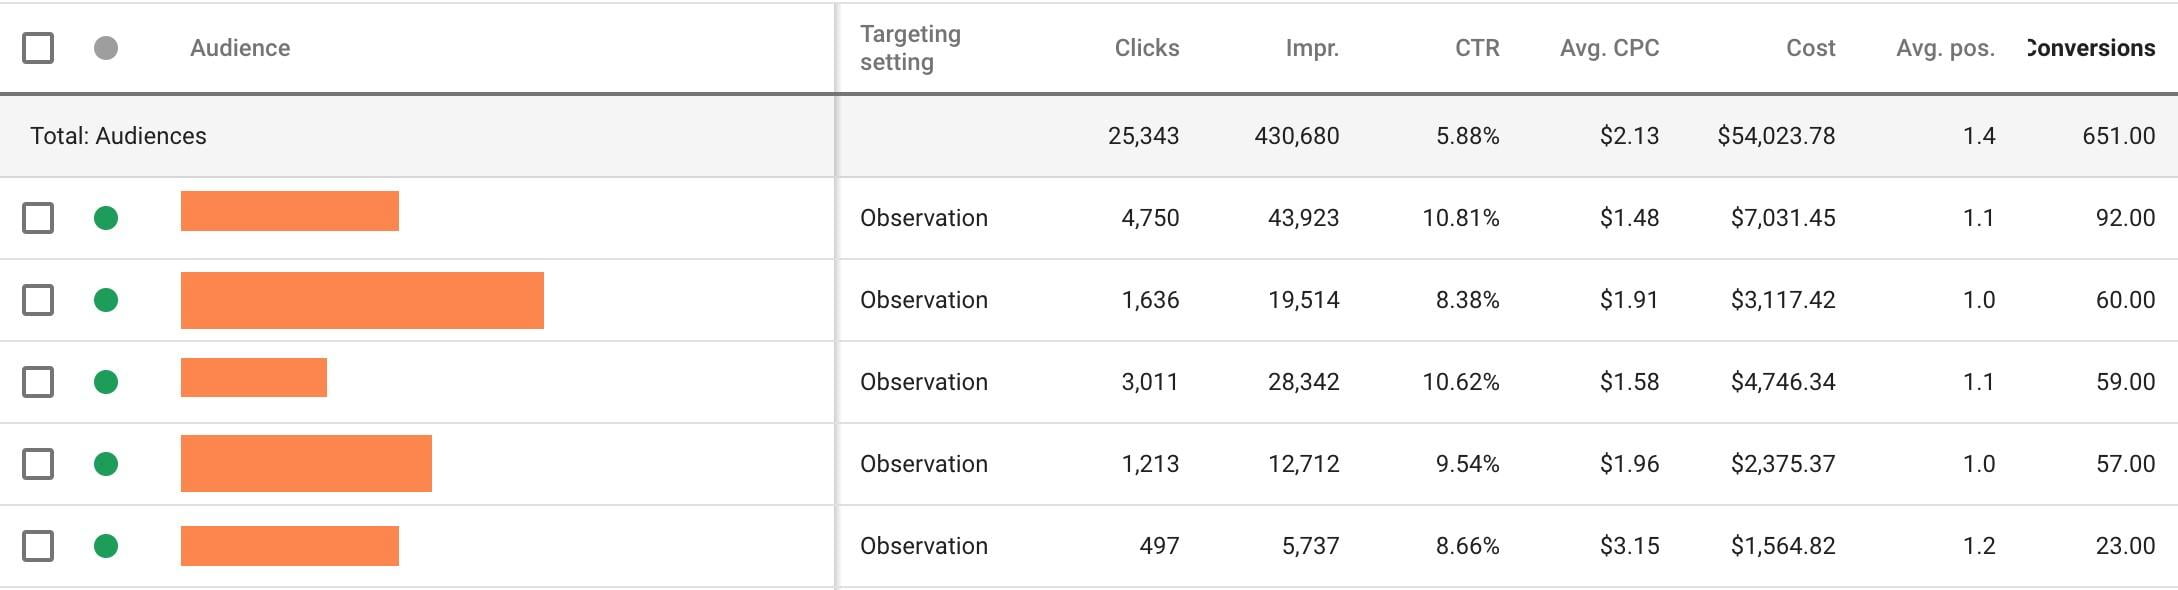 Audience Targeting setting Clicks Impr. CTR Avg. CPC Cost Avg. pos. Conversions
Total: Audiences 25,343 430,680 5.88% $2.13 $54,023.78 1.4 651.00
Observation 4,750 43,923 10.81% $1.48 $7,031.45 1.1 92.00
Observation 1,636 19,514 8.38% $1.91 $3,117.42 1.0 60.00
Observation 3,011 28,342 10.62% $1.58 $4,746.34 1.1 59.00
Observation 1,213 12,712 9.54% $1.96 $2,375.37 1.0 57.00
Observation 497 5,737 8.66% $3.15 $1,564.82 1.2 23.00